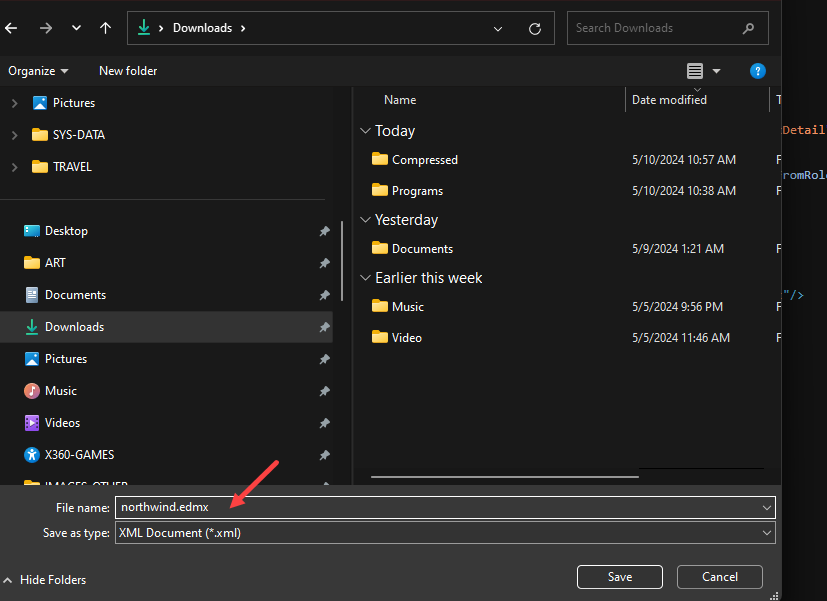 Downloads
Search Downloads
Organize
New folder
Pictures
SYS-DATA
TRAVEL
Desktop
ART
Documents
Downloads
Pictures
Music
Videos
X360-GAMES
IMAGES-OTHER
Name
Date modified
Today
Compressed 5/10/2024 10:57 AM
Programs 5/10/2024 10:38 AM
Yesterday
Documents 5/9/2024 1:21 AM
Earlier this week
Music 5/5/2024 9:56 PM
Video 5/5/2024 11:46 AM
Detail
romRole
"/>
File name: northwind.edmx
Save as type: XML Document (*.xml)
Hide Folders
Save
Cancel